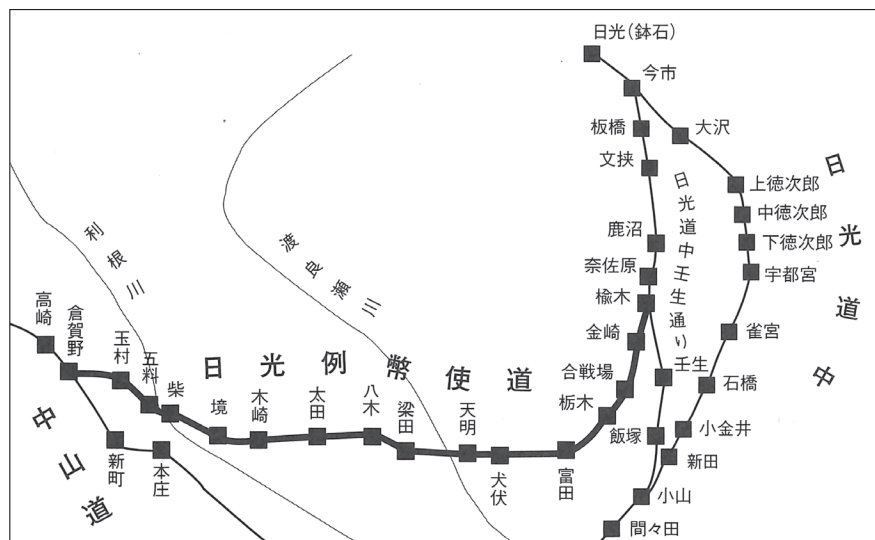 日光(鉢石)
今市
板橋
大沢
文挟
上徳次郎
中徳次郎
下徳次郎
鹿沼
奈佐原
宇都宮
楡木
金崎
雀宮
合戦場
壬生
石橋
栃木
飯塚
小金井
新田
小山
間々田
日光道中
日光道中壬生通り
渡良瀬三
利根川
高崎
倉賀野
玉村
五料
柴
境
木崎
太田
八木
梁田
天明
犬伏
富田
日光例幣使道
中山道
新町
本庄